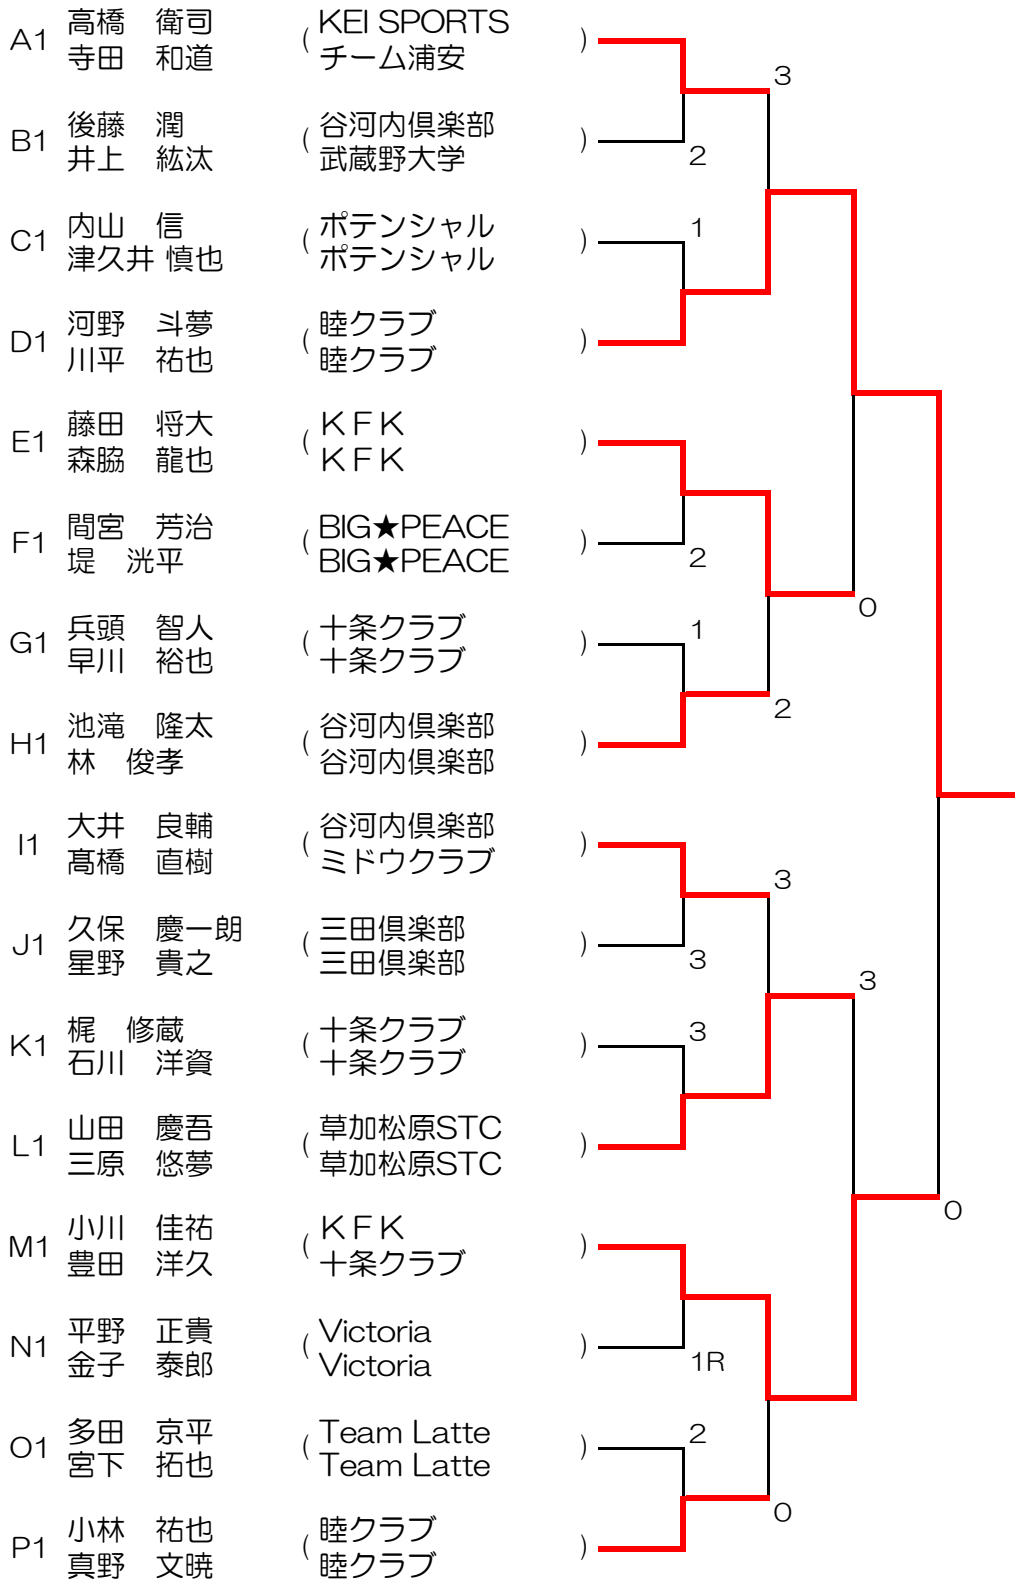 A1 高橋 衛司 ( KEI SPORTS )
寺田 和道 チーム浦安
3
B1 後藤 潤 ( 谷河内倶楽部 )
井上 紘汰 武蔵野大学
2
C1 内山 信 ( ポテンシャル )
津久井 慎也 ポテンシャル
1
D1 河野 斗夢 ( 睦クラブ )
川平 祐也 睦クラブ
E1 藤田 将大 ( KFK )
森脇 龍也 KFK
F1 間宮 芳治 ( BIG★PEACE )
堤 洸平 BIG★PEACE
2
0
G1 兵頭 智人 ( 十条クラブ )
早川 裕也 十条クラブ
1
2
H1 池滝 隆太 ( 谷河内倶楽部 )
林 俊孝 谷河内倶楽部
I1 大井 良輔 ( 谷河内倶楽部 )
髙橋 直樹 ミドウクラブ
3
J1 久保 慶一朗 ( 三田倶楽部 )
星野 貴之 三田倶楽部
3
3
K1 梶 修蔵 ( 十条クラブ )
石川 洋資 十条クラブ
3
L1 山田 慶吾 ( 草加松原STC )
三原 悠夢 草加松原STC
0
M1 小川 佳祐 ( KFK )
豊田 洋久 十条クラブ
N1 平野 正貴 ( Victoria )
金子 泰郎 Victoria
1R
O1 多田 京平 ( Team Latte )
宮下 拓也 Team Latte
2
0
P1 小林 祐也 ( 睦クラブ )
真野 文暁 睦クラブ